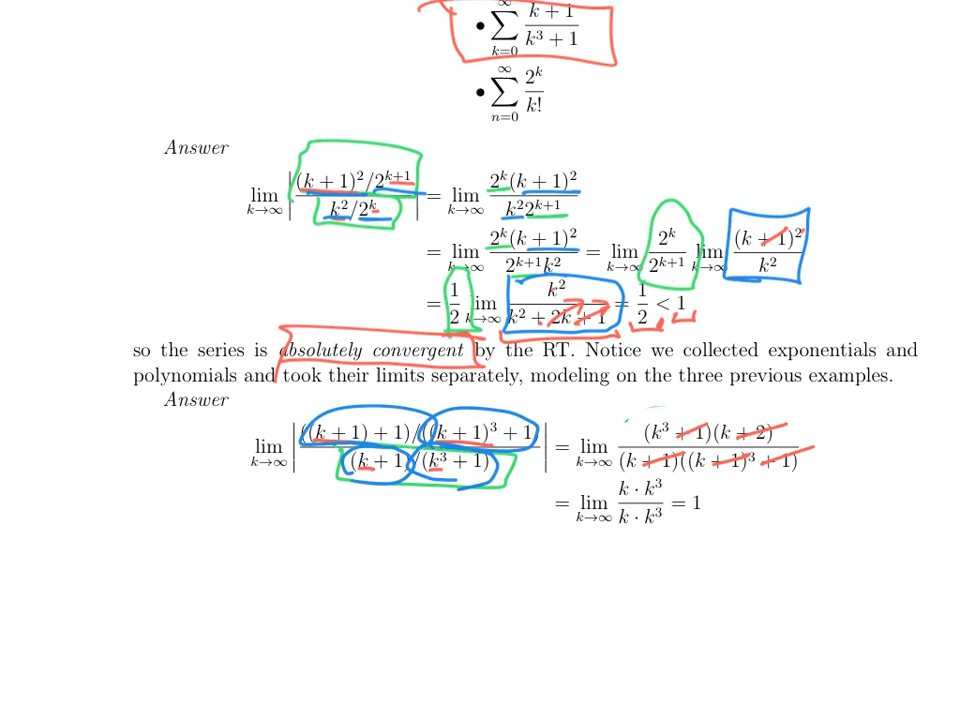 • ∑_{k=0}^{∞} (k + 1)/(k³ + 1)
• ∑_{n=0}^{∞} 2^k/k!
Answer
lim_{k→∞} |((k + 1)²/2^{k+1})/(k²/2^k)| = lim_{k→∞} (2^k(k + 1)²)/(k²2^{k+1})
= lim_{k→∞} (2^k(k + 1)²)/(2^{k+1}k²) = lim_{k→∞} 2^k/2^{k+1} lim_{k→∞} (k + 1)²/k²
= 1/2 lim_{k→∞} k²/(k² + 2k + 1) = 1/2 < 1
so the series is absolutely convergent by the RT. Notice we collected exponentials and
polynomials and took their limits separately, modeling on the three previous examples.
Answer
lim_{k→∞} |(((k + 1) + 1)/((k + 1)³ + 1))/((k + 1)/(k³ + 1))| = lim_{k→∞} ((k³ + 1)(k + 2))/((k + 1)((k + 1)³ + 1))
= lim_{k→∞} (k · k³)/(k · k³) = 1